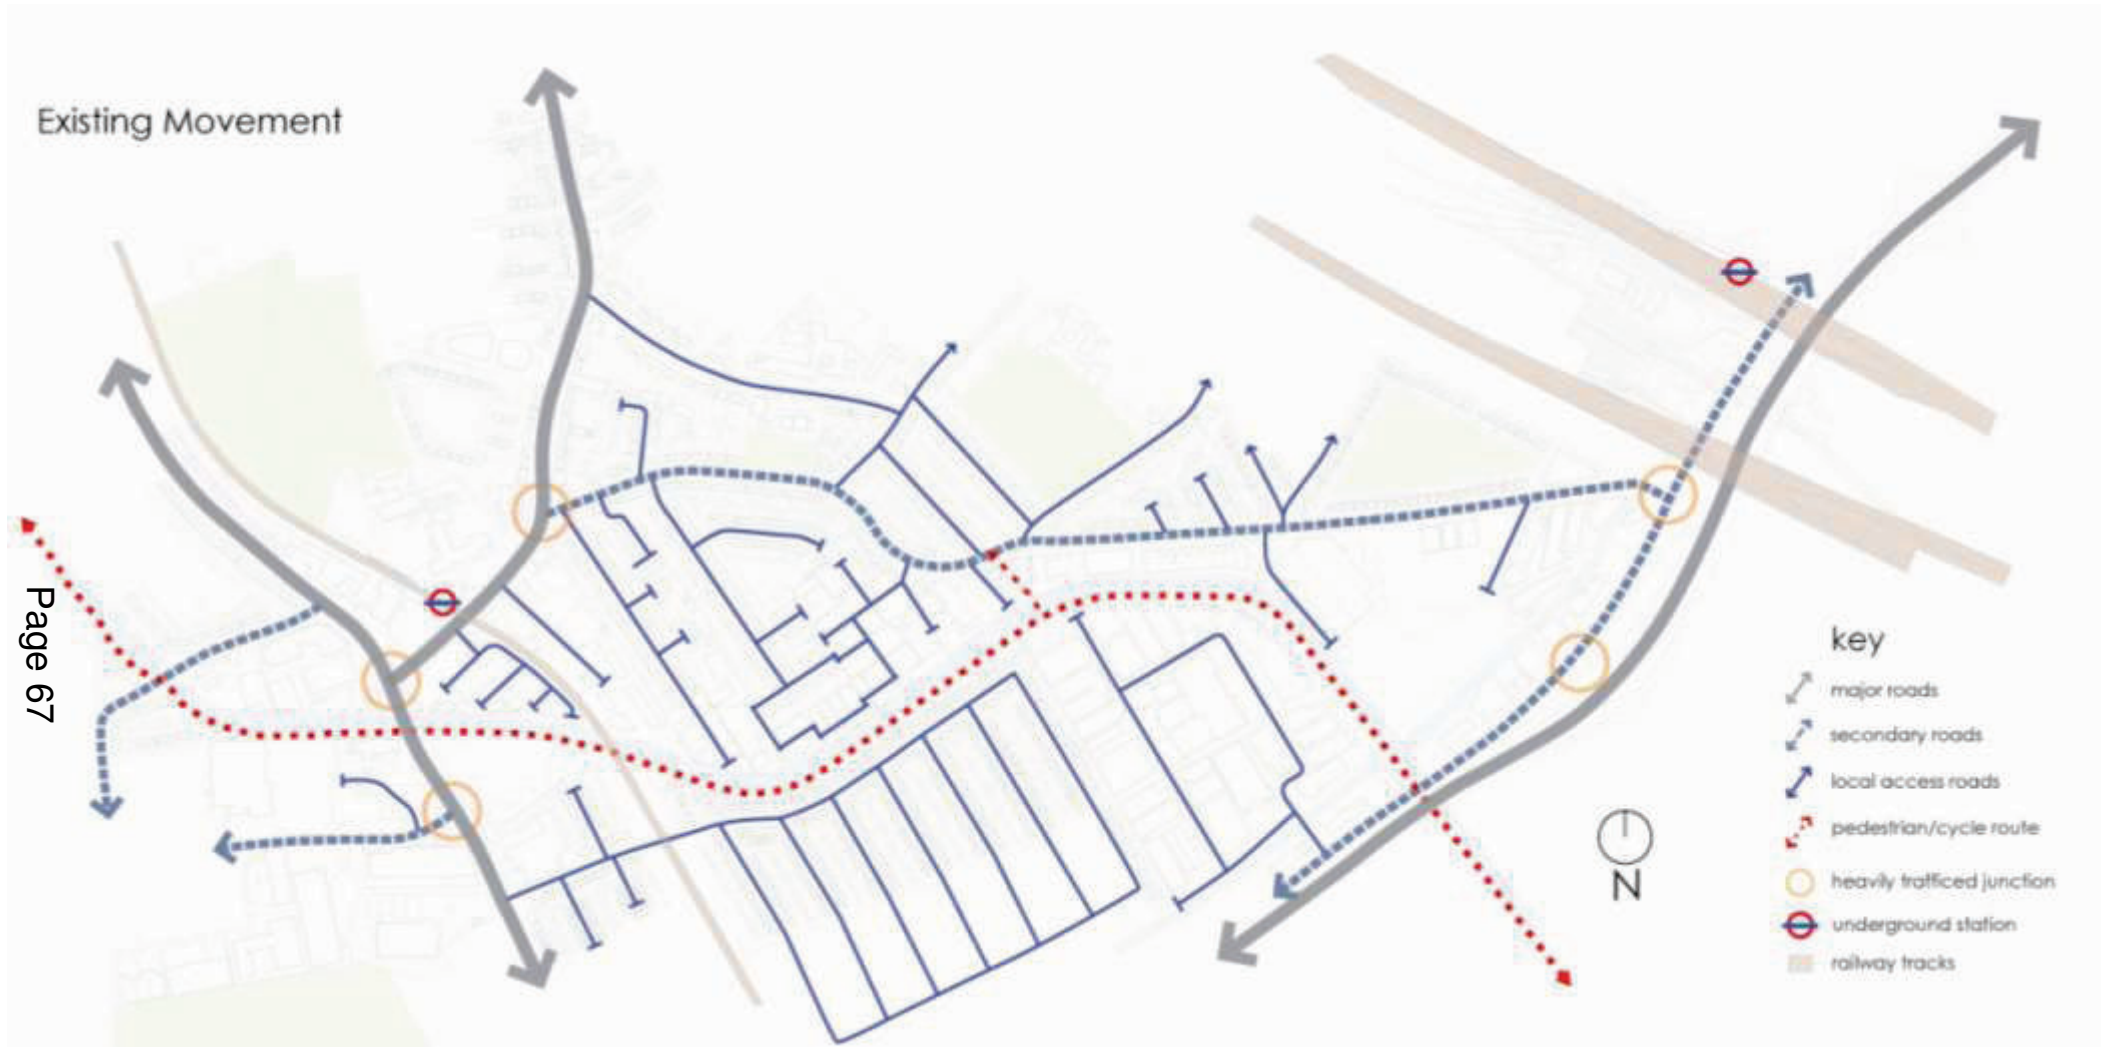 Existing Movement
Page 67
N
key
major roads
secondary roads
local access roads
pedestrian/cycle route
heavily trafficed junction
underground station
railway tracks